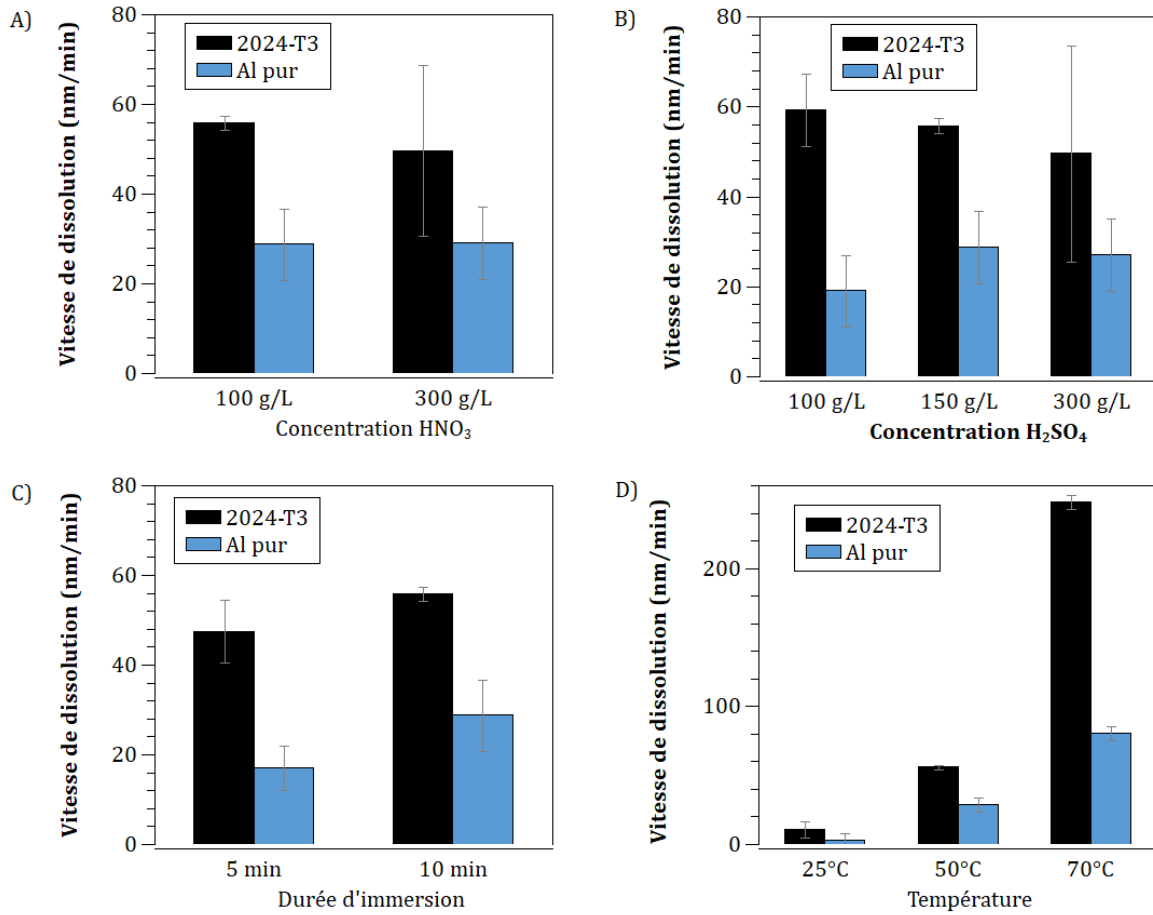 A)
Vitesse de dissolution (nm/min)
80
60
40
20
0
2024-T3
Al pur
100 g/L
300 g/L
Concentration HNO₃
B)
Vitesse de dissolution (nm/min)
80
60
40
20
0
2024-T3
Al pur
100 g/L
150 g/L
300 g/L
Concentration H₂SO₄
C)
Vitesse de dissolution (nm/min)
80
60
40
20
0
2024-T3
Al pur
5 min
10 min
Durée d'immersion
D)
Vitesse de dissolution (nm/min)
200
100
0
2024-T3
Al pur
25°C
50°C
70°C
Température